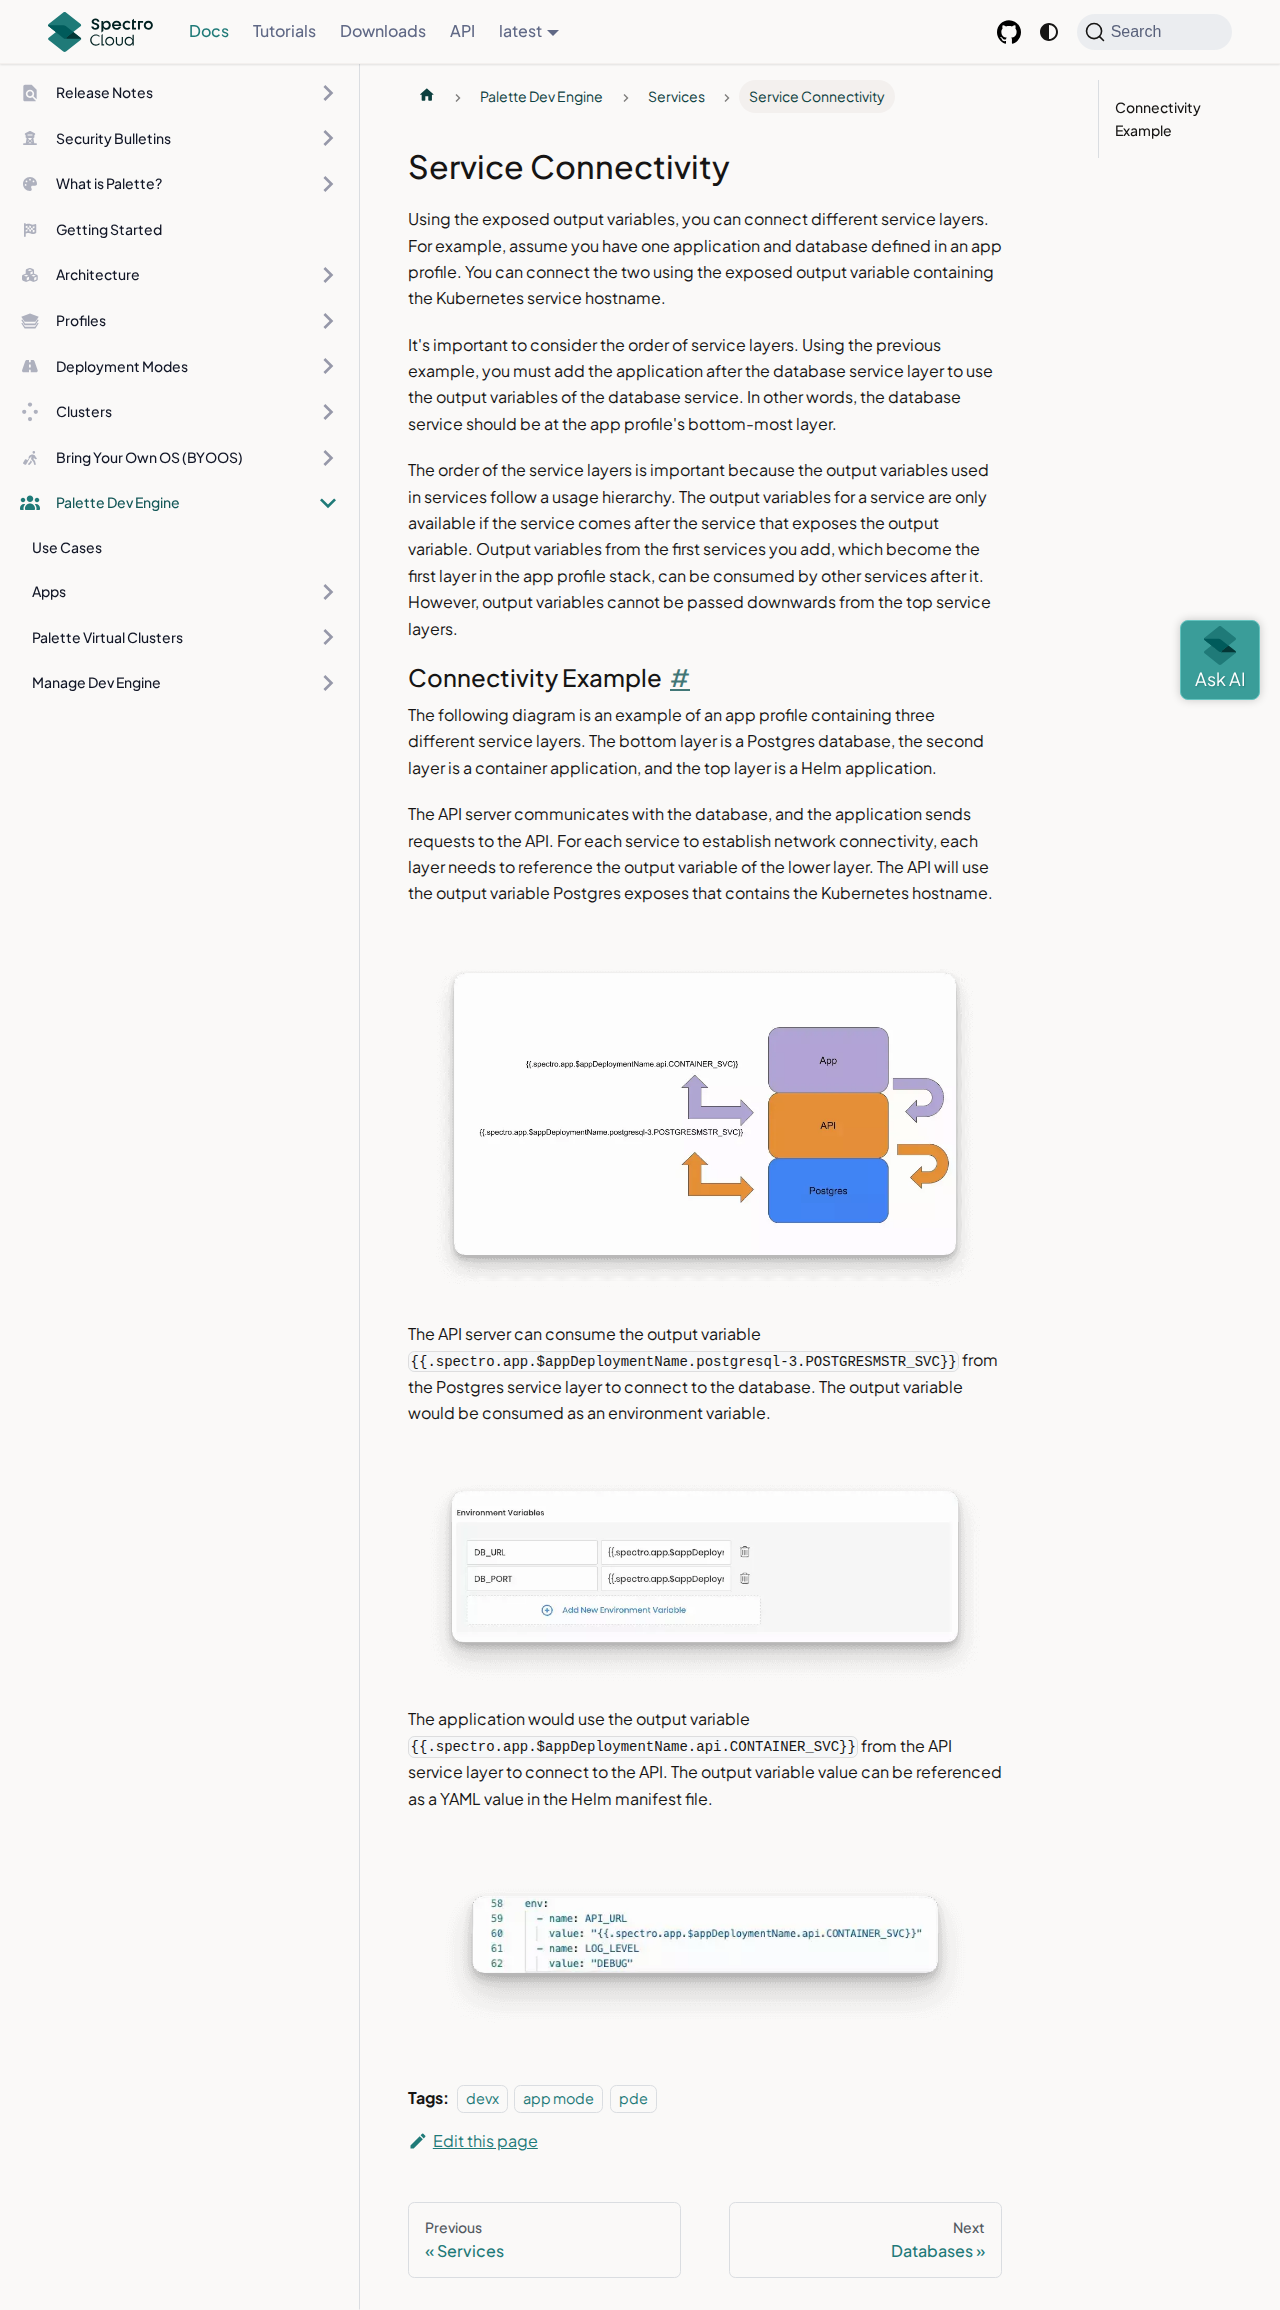 Spectro
Cloud
Docs
Tutorials
Downloads
API
latest
Search
Release Notes
Security Bulletins
What is Palette?
Getting Started
Architecture
Profiles
Deployment Modes
Clusters
Bring Your Own OS (BYOOS)
Palette Dev Engine
Use Cases
Apps
Palette Virtual Clusters
Manage Dev Engine
Palette Dev Engine
Services
Service Connectivity
Service Connectivity
Using the exposed output variables, you can connect different service layers.
For example, assume you have one application and database defined in an app
profile. You can connect the two using the exposed output variable containing
the Kubernetes service hostname.
It's important to consider the order of service layers. Using the previous
example, you must add the application after the database service layer to use
the output variables of the database service. In other words, the database
service should be at the app profile's bottom-most layer.
The order of the service layers is important because the output variables used
in services follow a usage hierarchy. The output variables for a service are only
available if the service comes after the service that exposes the output
variable. Output variables from the first services you add, which become the
first layer in the app profile stack, can be consumed by other services after it.
However, output variables cannot be passed downwards from the top service
layers.
Connectivity Example #
The following diagram is an example of an app profile containing three
different service layers. The bottom layer is a Postgres database, the second
layer is a container application, and the top layer is a Helm application.
The API server communicates with the database, and the application sends
requests to the API. For each service to establish network connectivity, each
layer needs to reference the output variable of the lower layer. The API will use
the output variable Postgres exposes that contains the Kubernetes hostname.
{{.spectro.app.$appDeploymentName.api.CONTAINER_SVC}}
App
API
{{.spectro.app.$appDeploymentName.postgresql-3.POSTGRESMSTR_SVC}}
Postgres
The API server can consume the output variable
{{.spectro.app.$appDeploymentName.postgresql-3.POSTGRESMSTR_SVC}} from
the Postgres service layer to connect to the database. The output variable
would be consumed as an environment variable.
Environment Variables
DB_URL
{{.spectro.app.$appDeployr
DB_PORT
{{.spectro.app.$appDeployr
Add New Environment Variable
The application would use the output variable
{{.spectro.app.$appDeploymentName.api.CONTAINER_SVC}} from the API
service layer to connect to the API. The output variable value can be referenced
as a YAML value in the Helm manifest file.
58 env:
59 - name: API_URL
60 value: "{{.spectro.app.$appDeploymentName.api.CONTAINER_SVC}}"
61 - name: LOG_LEVEL
62 value: "DEBUG"
Tags: devx app mode pde
Edit this page
Previous
« Services
Next
Databases »
Connectivity
Example
Ask AI